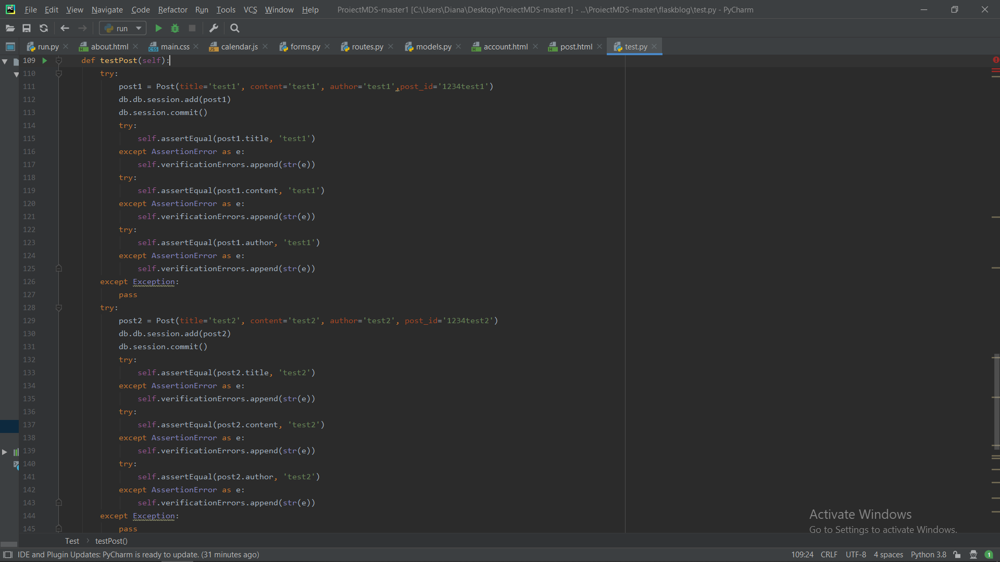 File Edit View Navigate Code Refactor Run Tools VCS Window Help ProiectMDS-master1 [C:\Users\Diana\Desktop\ProiectMDS-master1] - ...\ProiectMDS-master\flaskblog\test.py - PyCharm
run
run.py about.html main.css calendar.js forms.py routes.py models.py account.html post.html test.py
109 def testPost(self):
110 try:
111 post1 = Post(title='test1', content='test1', author='test1',post_id='1234test1')
112 db.db.session.add(post1)
113 db.session.commit()
114 try:
115 self.assertEqual(post1.title, 'test1')
116 except AssertionError as e:
117 self.verificationErrors.append(str(e))
118 try:
119 self.assertEqual(post1.content, 'test1')
120 except AssertionError as e:
121 self.verificationErrors.append(str(e))
122 try:
123 self.assertEqual(post1.author, 'test1')
124 except AssertionError as e:
125 self.verificationErrors.append(str(e))
126 except Exception:
127 pass
128 try:
129 post2 = Post(title='test2', content='test2', author='test2', post_id='1234test2')
130 db.db.session.add(post2)
131 db.session.commit()
132 try:
133 self.assertEqual(post2.title, 'test2')
134 except AssertionError as e:
135 self.verificationErrors.append(str(e))
136 try:
137 self.assertEqual(post2.content, 'test2')
138 except AssertionError as e:
139 self.verificationErrors.append(str(e))
140 try:
141 self.assertEqual(post2.author, 'test2')
142 except AssertionError as e:
143 self.verificationErrors.append(str(e))
144 except Exception:
145 pass
Activate Windows
Go to Settings to activate Windows.
Test testPost()
IDE and Plugin Updates: PyCharm is ready to update. (31 minutes ago) 109:24 CRLF UTF-8 4 spaces Python 3.8 1